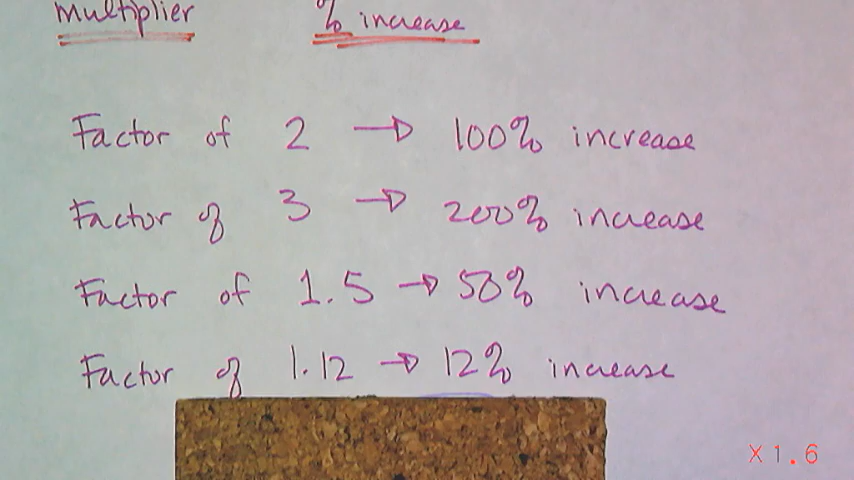 multiplier % increase
Factor of 2 → 100% increase
Factor of 3 → 200% increase
Factor of 1.5 → 50% increase
Factor of 1.12 → 12% increase
X1.6